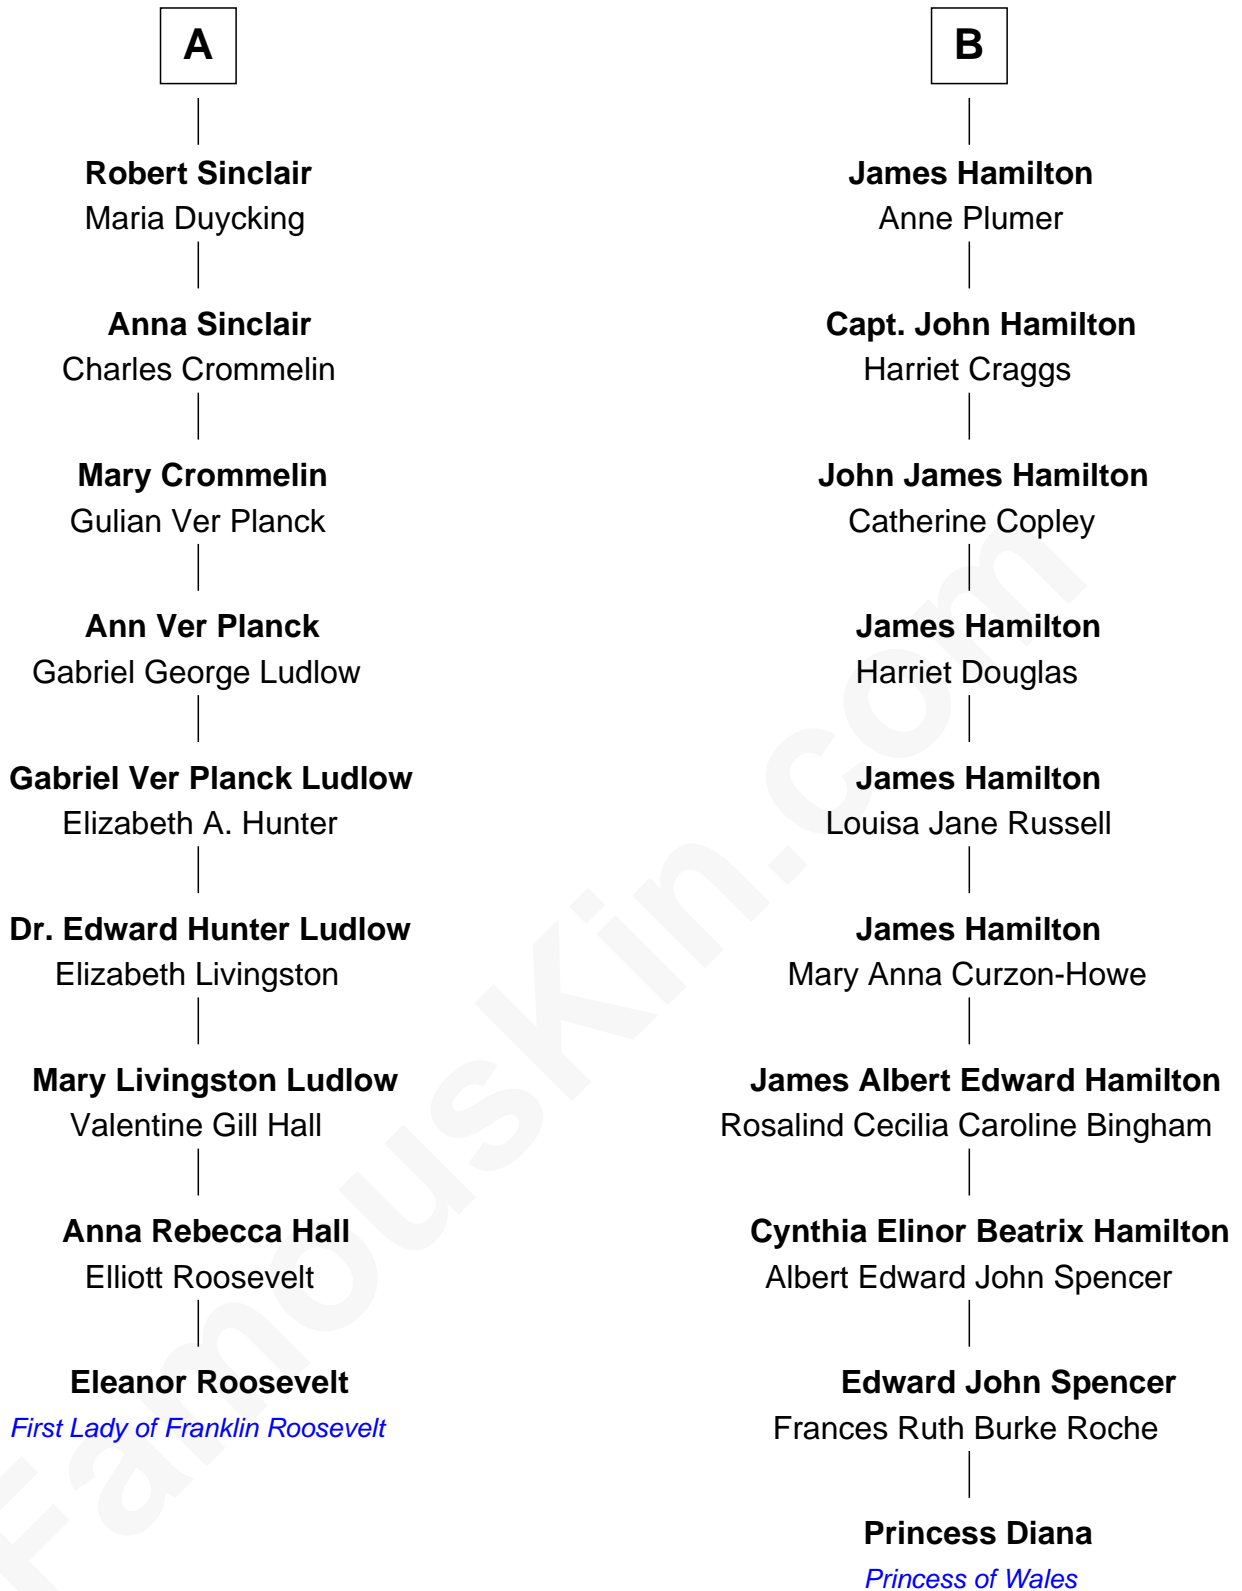 A
Robert Sinclair
Maria Duycking
Anna Sinclair
Charles Crommelin
Mary Crommelin
Gulian Ver Planck
Ann Ver Planck
Gabriel George Ludlow
Gabriel Ver Planck Ludlow
Elizabeth A. Hunter
Dr. Edward Hunter Ludlow
Elizabeth Livingston
Mary Livingston Ludlow
Valentine Gill Hall
Anna Rebecca Hall
Elliott Roosevelt
Eleanor Roosevelt
First Lady of Franklin Roosevelt
B
James Hamilton
Anne Plumer
Capt. John Hamilton
Harriet Craggs
John James Hamilton
Catherine Copley
James Hamilton
Harriet Douglas
James Hamilton
Louisa Jane Russell
James Hamilton
Mary Anna Curzon-Howe
James Albert Edward Hamilton
Rosalind Cecilia Caroline Bingham
Cynthia Elinor Beatrix Hamilton
Albert Edward John Spencer
Edward John Spencer
Frances Ruth Burke Roche
Princess Diana
Princess of Wales
FamousKin.com